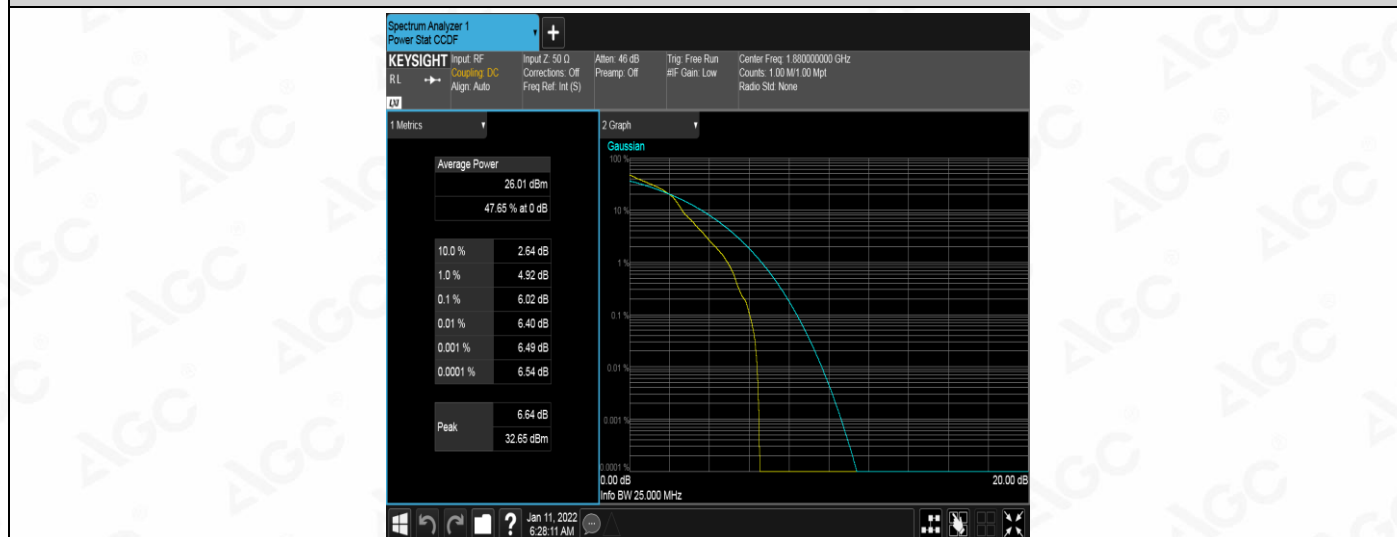 Spectrum Analyzer 1
Power Stat CCDF
+
KEYSIGHT
Input: RF
Input Z: 50 Ω
Atten: 46 dB
Trig: Free Run
Center Freq: 1.880000000 GHz
RL
Coupling: DC
Corrections: Off
Preamp: Off
#IF Gain: Low
Counts: 1.00 M/1.00 Mpt
Align: Auto
Freq Ref: Int (S)
Radio Std: None
LXI
1 Metrics
Average Power
26.01 dBm
47.65 % at 0 dB
10.0 % 2.64 dB
1.0 % 4.92 dB
0.1 % 6.02 dB
0.01 % 6.40 dB
0.001 % 6.49 dB
0.0001 % 6.54 dB
Peak
6.64 dB
32.65 dBm
2 Graph
Gaussian
100 %
10 %
1 %
0.1 %
0.01 %
0.001 %
0.0001 %
0.00 dB
20.00 dB
Info BW 25.000 MHz
?
Jan 11, 2022
6:28:11 AM
AGC